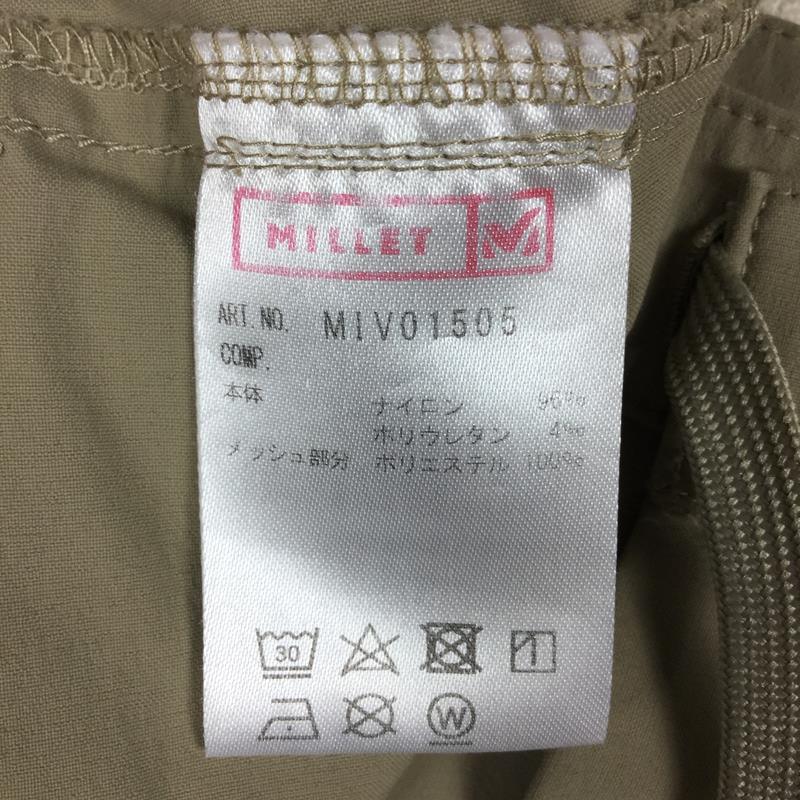 MILLET M
ART.NO. MIV01505
COMP.
本体 ナイロン 96%
ポリウレタン 4%
メッシュ部分 ポリエステル 100%
30
W